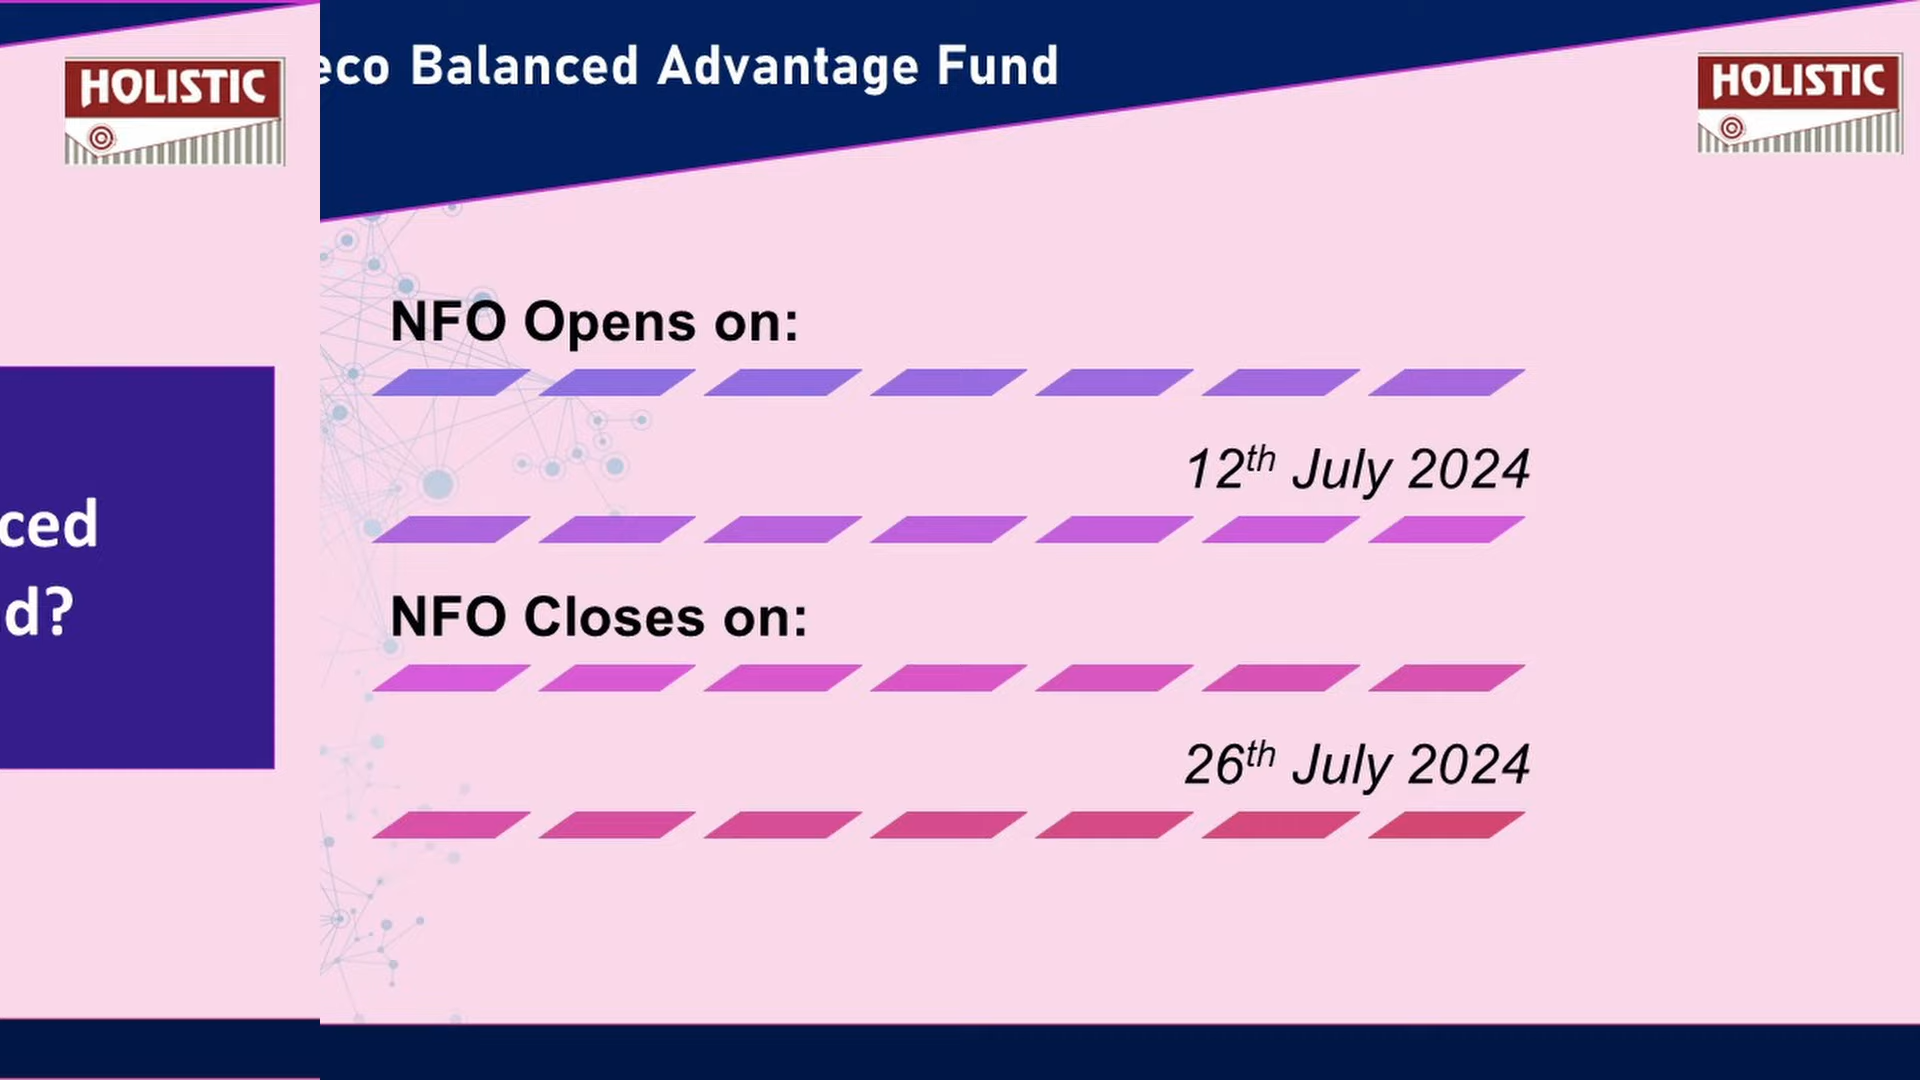 HOLISTIC
ced
d?
eco Balanced Advantage Fund
HOLISTIC
NFO Opens on:
12th July 2024
NFO Closes on:
26th July 2024